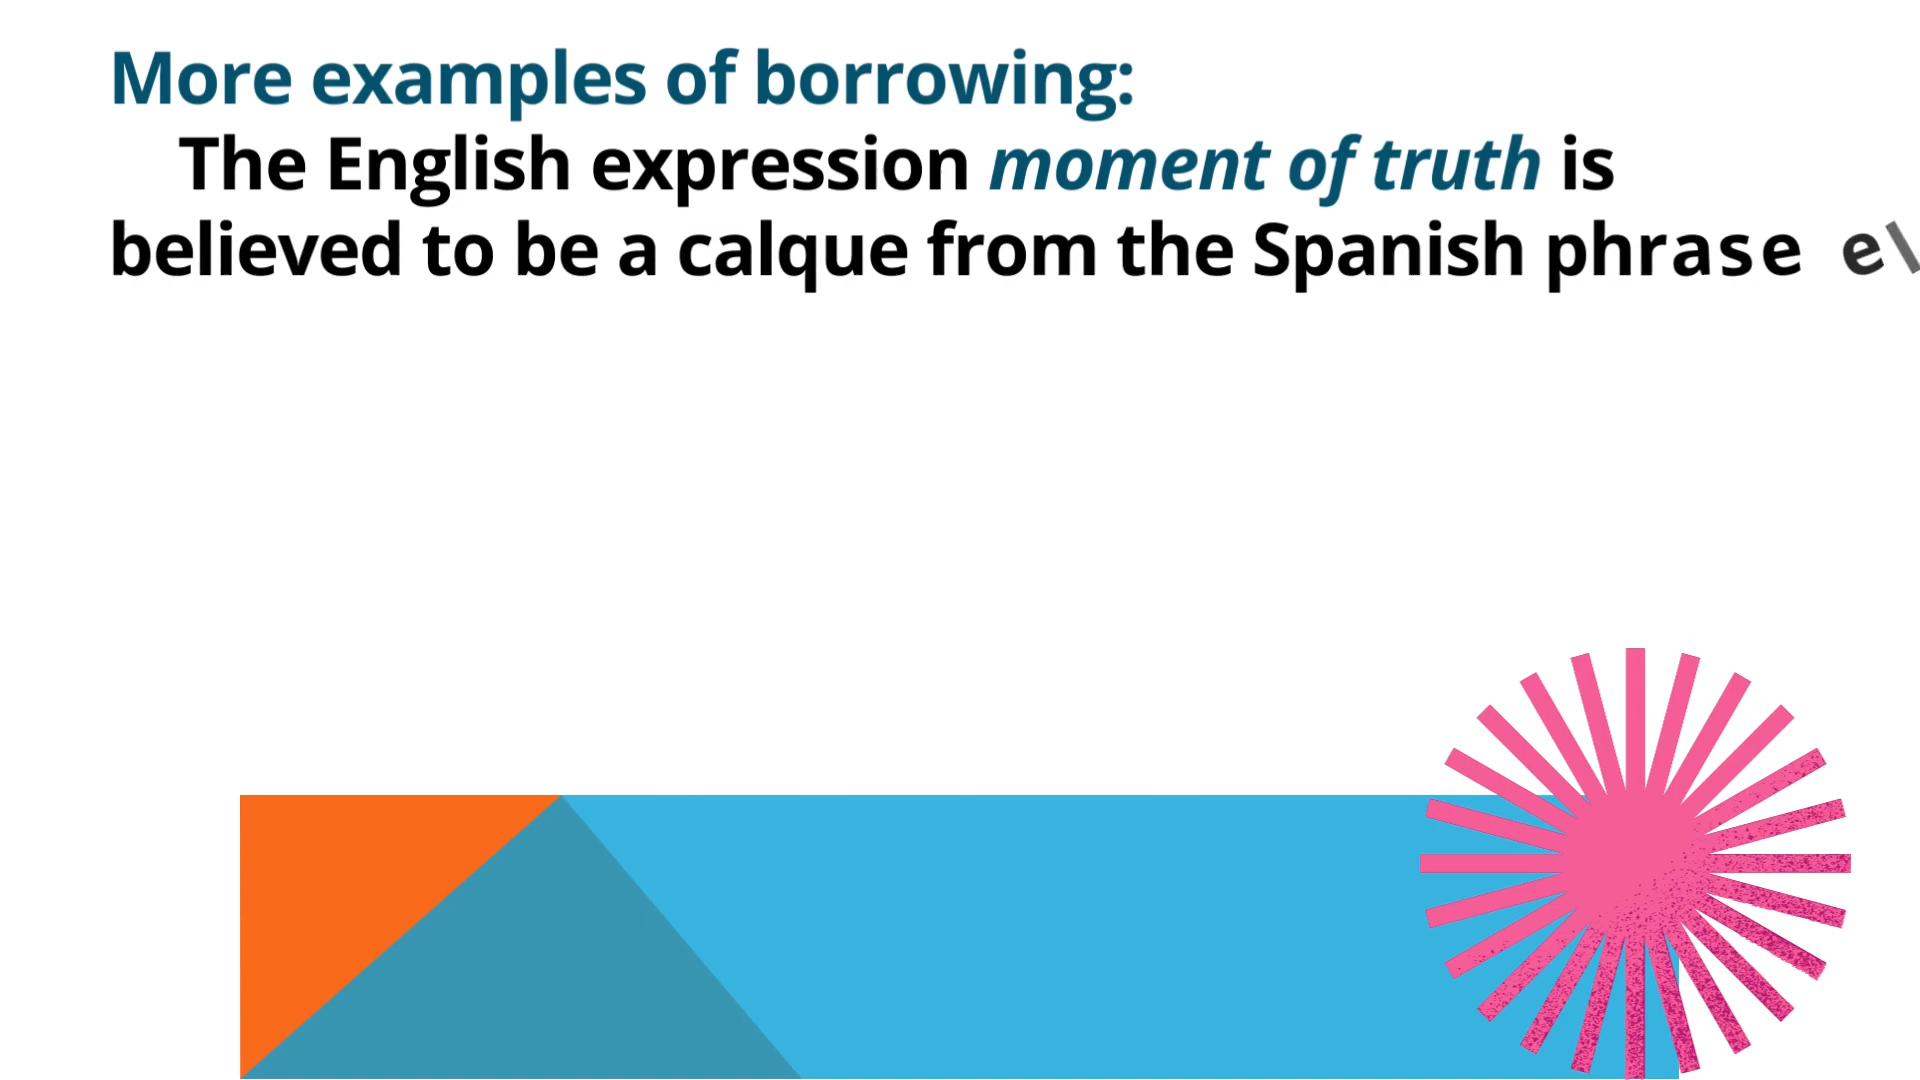 More examples of borrowing:
The English expression moment of truth is
believed to be a calque from the Spanish phrase